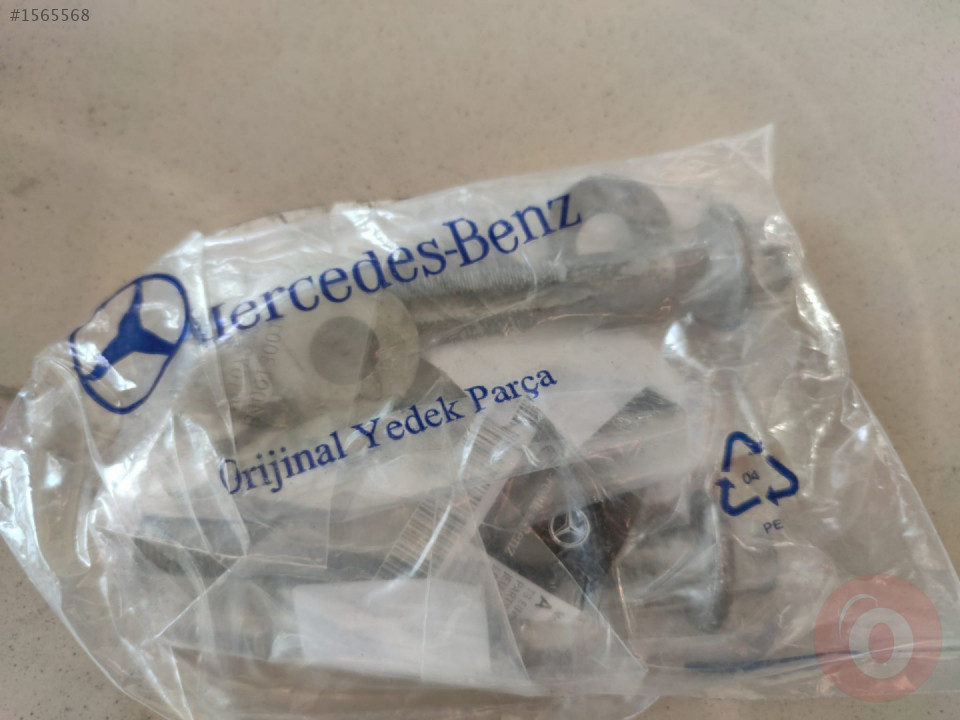 #1565568
Mercedes-Benz
Orijinal Yedek Parça
04
PE
A